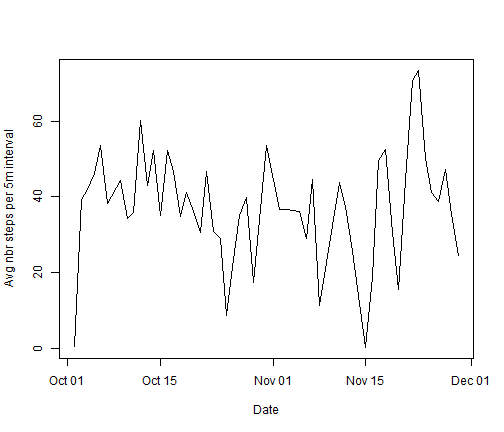 Avg nbr steps per 5m interval
60
40
20
0
Oct 01
Oct 15
Nov 01
Nov 15
Dec 01
Date